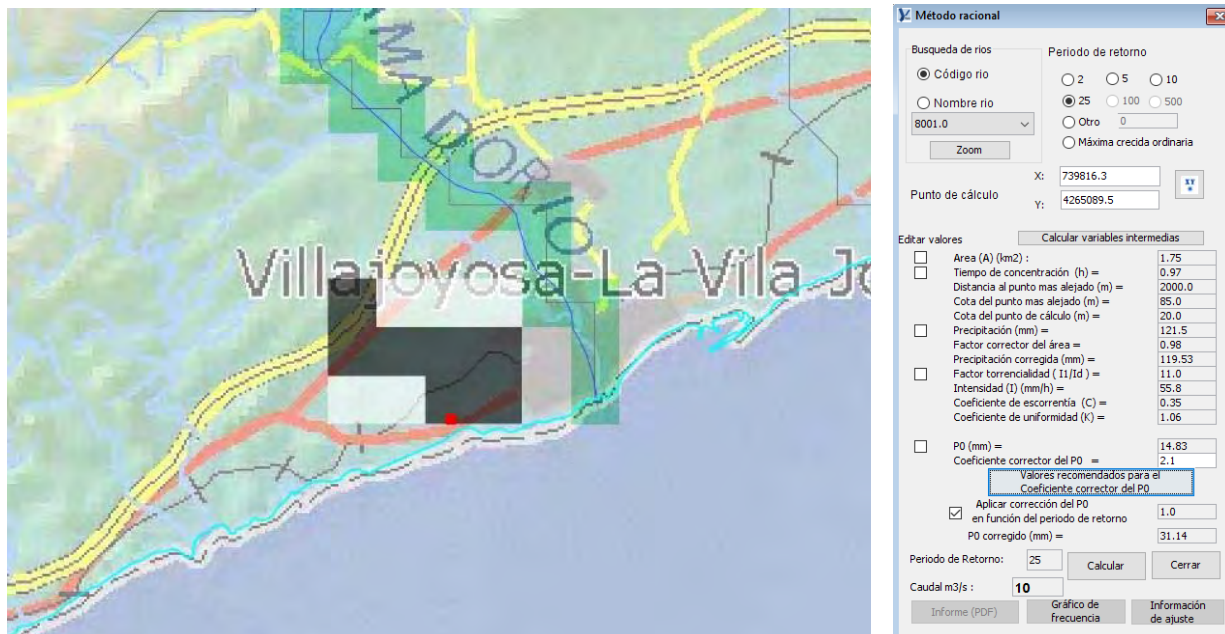 AMADORIO
Villajoyosa-La Vila Jo
Método racional
Busqueda de rios
Código rio
Nombre rio
8001.0
Zoom
Periodo de retorno
2 5 10
25 100 500
Otro 0
Máxima crecida ordinaria
Punto de cálculo
X: 739816.3
Y: 4265089.5
XY
Editar valores
Calcular variables intermedias
Area (A) (km2) : 1.75
Tiempo de concentración (h) = 0.97
Distancia al punto mas alejado (m) = 2000.0
Cota del punto mas alejado (m) = 85.0
Cota del punto de cálculo (m) = 20.0
Precipitación (mm) = 121.5
Factor corrector del área = 0.98
Precipitación corregida (mm) = 119.53
Factor torrencialidad ( I1/Id ) = 11.0
Intensidad (I) (mm/h) = 55.8
Coeficiente de escorrentía (C) = 0.35
Coeficiente de uniformidad (K) = 1.06
P0 (mm) = 14.83
Coeficiente corrector del P0 = 2.1
Valores recomendados para el
Coeficiente corrector del P0
Aplicar corrección del P0
en función del periodo de retorno 1.0
P0 corregido (mm) = 31.14
Periodo de Retorno: 25
Calcular
Cerrar
Caudal m3/s : 10
Informe (PDF)
Gráfico de
frecuencia
Información
de ajuste